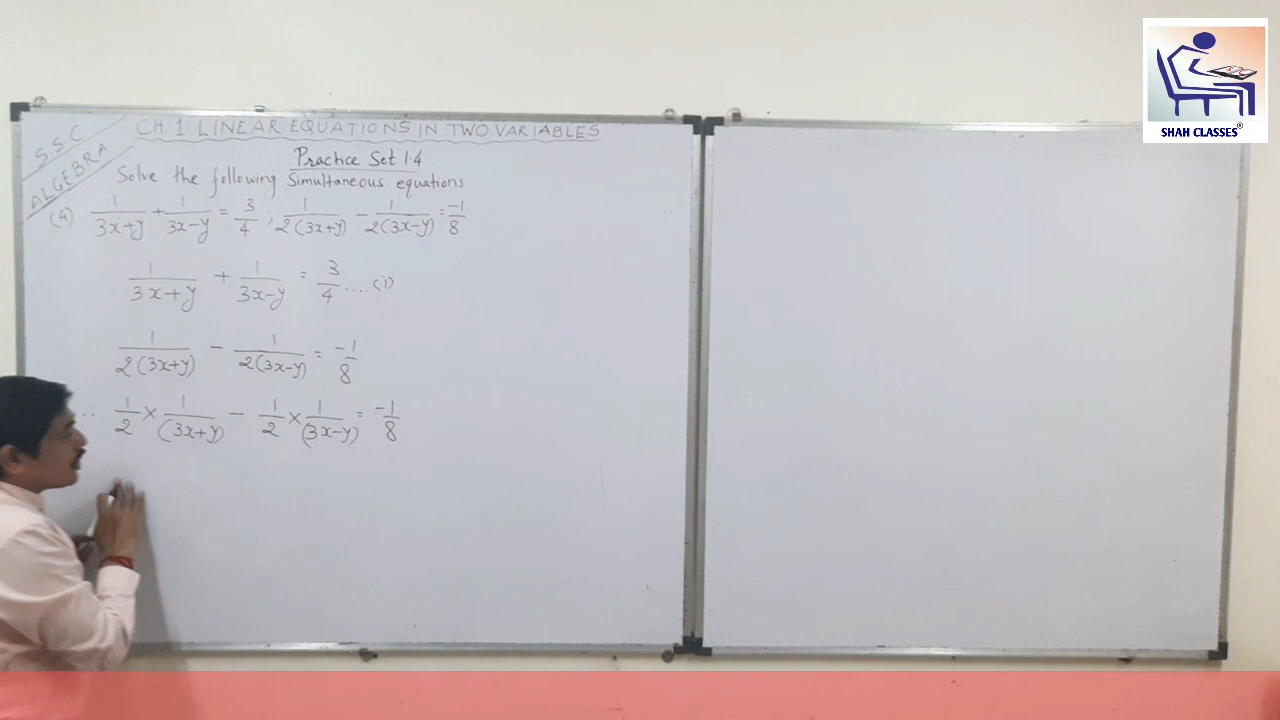 SHAH CLASSES®
S.S.C
ALGEBRA
CH.1 LINEAR EQUATIONS IN TWO VARIABLES
Practice Set 1.4
Solve the following Simultaneous equations
(4) 1/(3x+y) + 1/(3x-y) = 3/4 ; 1/2(3x+y) - 1/2(3x-y) = -1/8
1/(3x+y) + 1/(3x-y) = 3/4 .... (i)
1/2(3x+y) - 1/2(3x-y) = -1/8
1/2 × 1/(3x+y) - 1/2 × 1/(3x-y) = -1/8